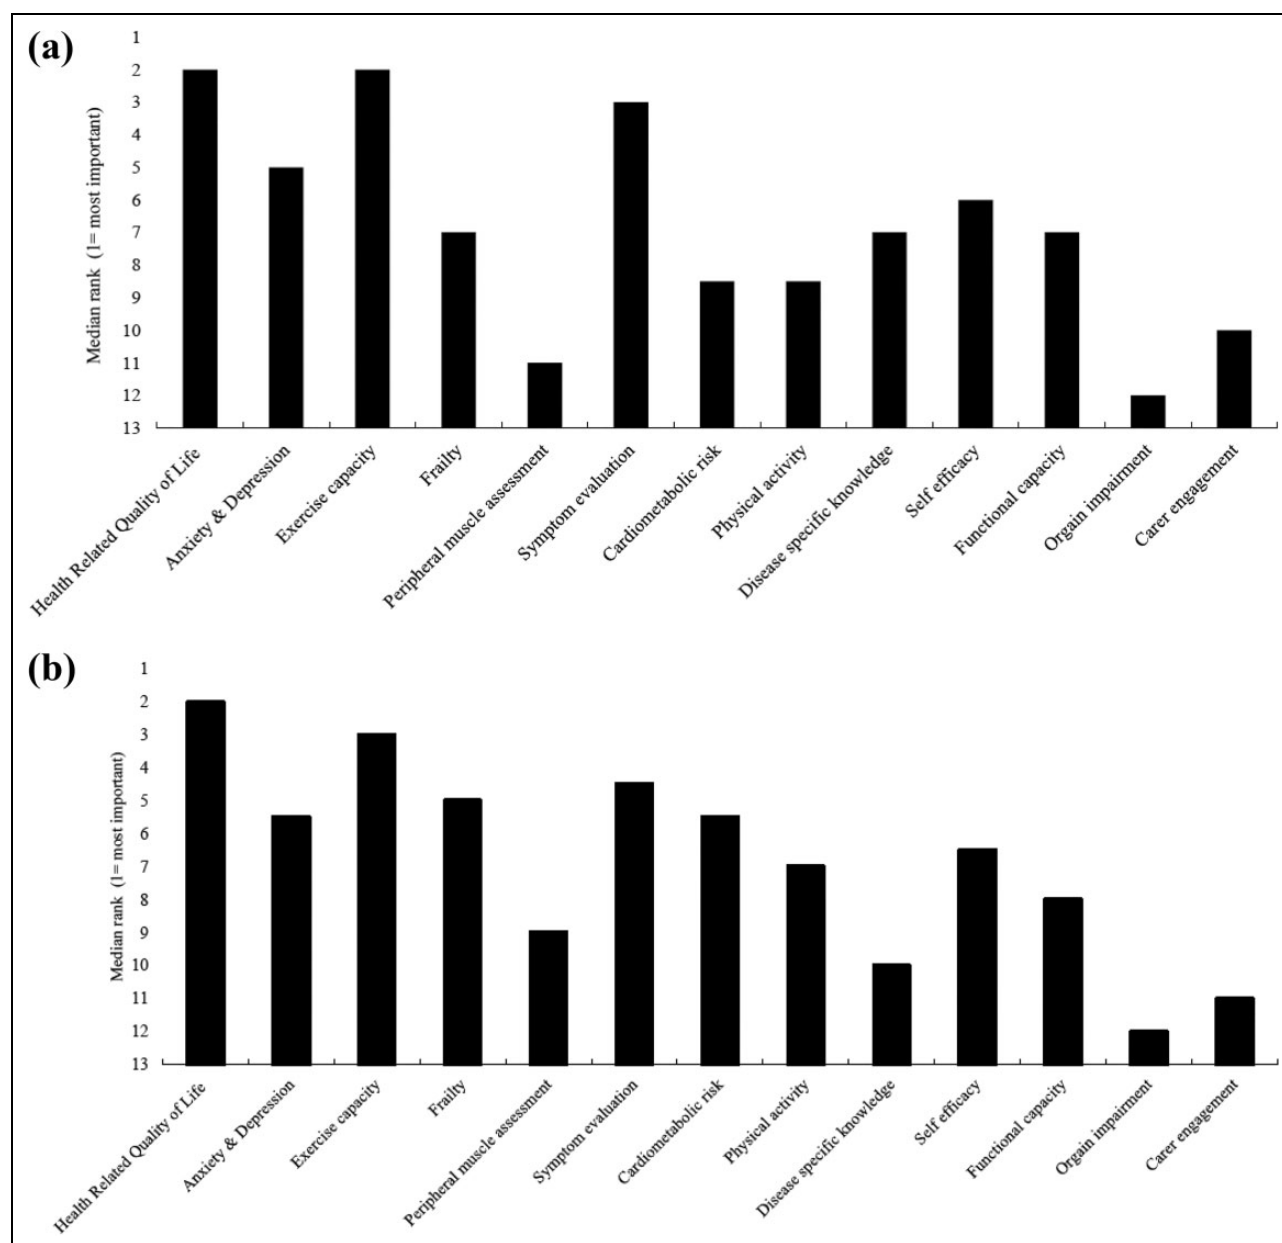 (a)
Median rank (1= most important)
1
2
3
4
5
6
7
8
9
10
11
12
13
Health Related Quality of Life
Anxiety & Depression
Exercise capacity
Frailty
Peripheral muscle assessment
Symptom evaluation
Cardiometabolic risk
Physical activity
Disease specific knowledge
Self efficacy
Functional capacity
Orgain impairment
Carer engagement
(b)
Median rank (1= most important)
1
2
3
4
5
6
7
8
9
10
11
12
13
Health Related Quality of Life
Anxiety & Depression
Exercise capacity
Frailty
Peripheral muscle assessment
Symptom evaluation
Cardiometabolic risk
Physical activity
Disease specific knowledge
Self efficacy
Functional capacity
Orgain impairment
Carer engagement